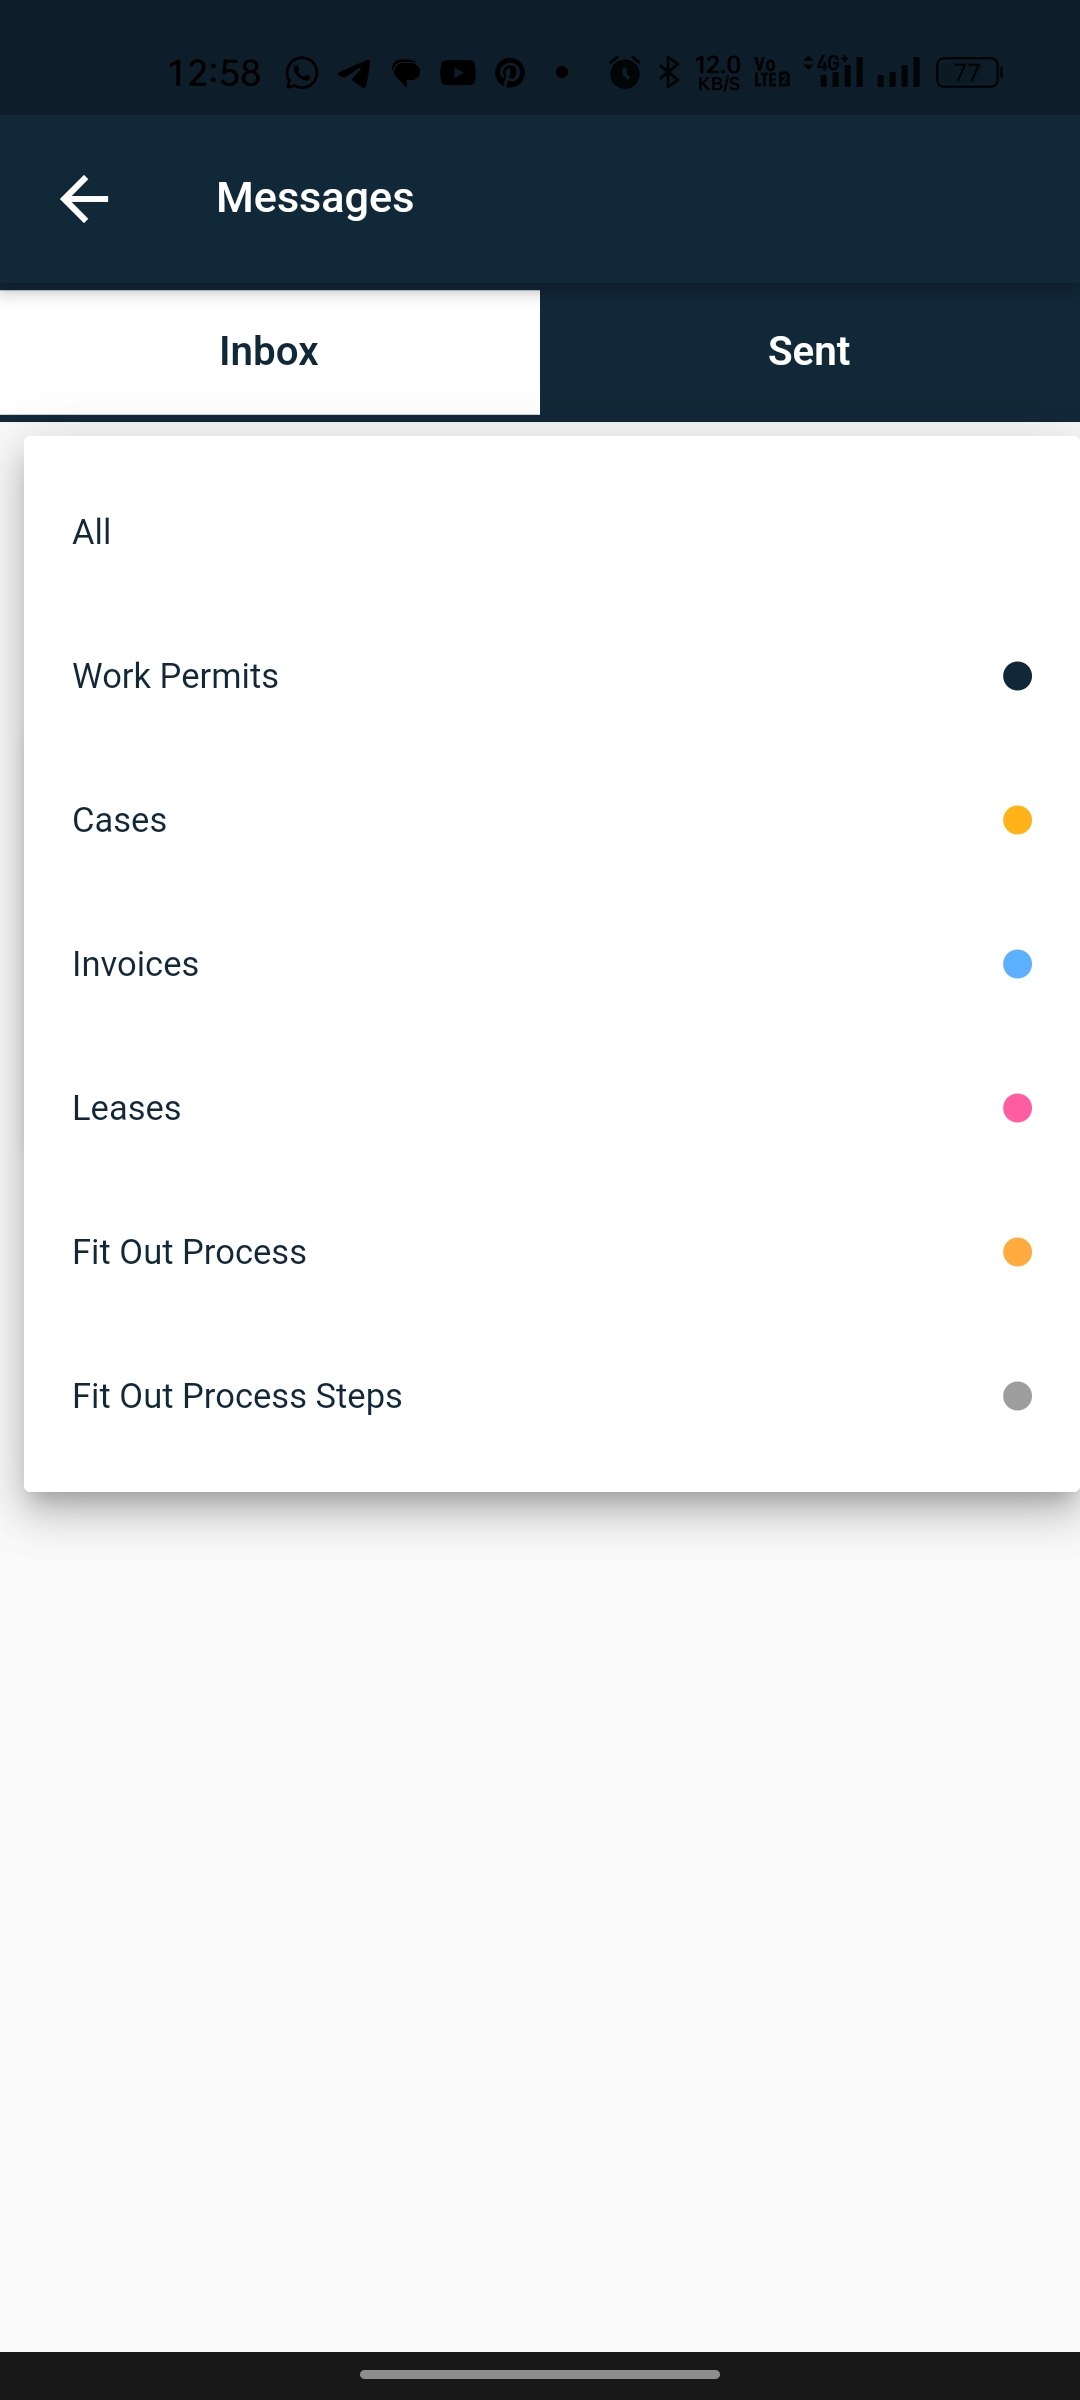 12:58 12.0 KB/S Vo LTE2 4G+ 77
Messages
Inbox Sent
All
Work Permits
Cases
Invoices
Leases
Fit Out Process
Fit Out Process Steps